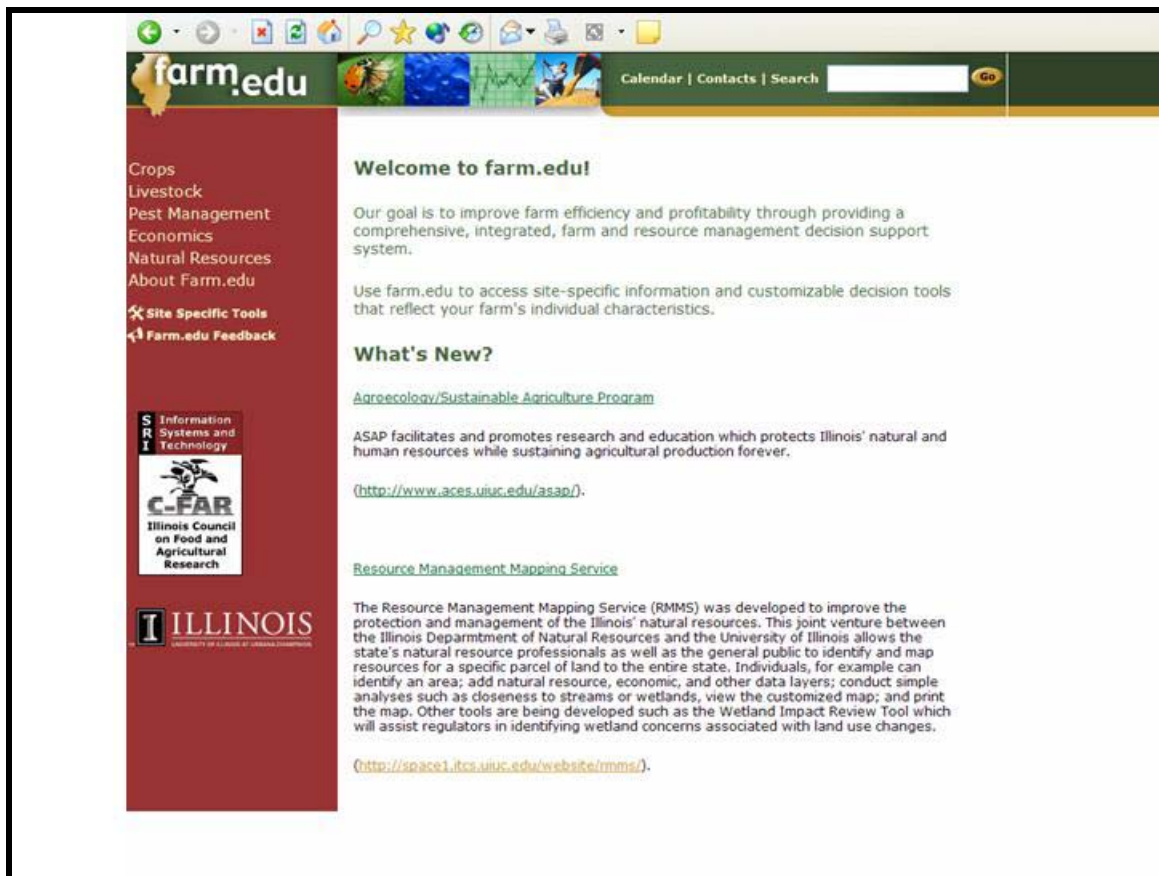 farm.edu
Calendar | Contacts | Search
Go
Crops
Livestock
Pest Management
Economics
Natural Resources
About Farm.edu
Site Specific Tools
Farm.edu Feedback
S Information
R Systems and
I Technology
C-FAR
Illinois Council
on Food and
Agricultural
Research
I ILLINOIS
UNIVERSITY OF ILLINOIS AT URBANA-CHAMPAIGN
Welcome to farm.edu!
Our goal is to improve farm efficiency and profitability through providing a
comprehensive, integrated, farm and resource management decision support
system.
Use farm.edu to access site-specific information and customizable decision tools
that reflect your farm's individual characteristics.
What's New?
Agroecology/Sustainable Agriculture Program
ASAP facilitates and promotes research and education which protects Illinois' natural and
human resources while sustaining agricultural production forever.
(http://www.aces.uiuc.edu/asap/).
Resource Management Mapping Service
The Resource Management Mapping Service (RMMS) was developed to improve the
protection and management of the Illinois' natural resources. This joint venture between
the Illinois Deparmtment of Natural Resources and the University of Illinois allows the
state's natural resource professionals as well as the general public to identify and map
resources for a specific parcel of land to the entire state. Individuals, for example can
identify an area; add natural resource, economic, and other data layers; conduct simple
analyses such as closeness to streams or wetlands, view the customized map; and print
the map. Other tools are being developed such as the Wetland Impact Review Tool which
will assist regulators in identifying wetland concerns associated with land use changes.
(http://space1.itcs.uiuc.edu/website/rmms/).